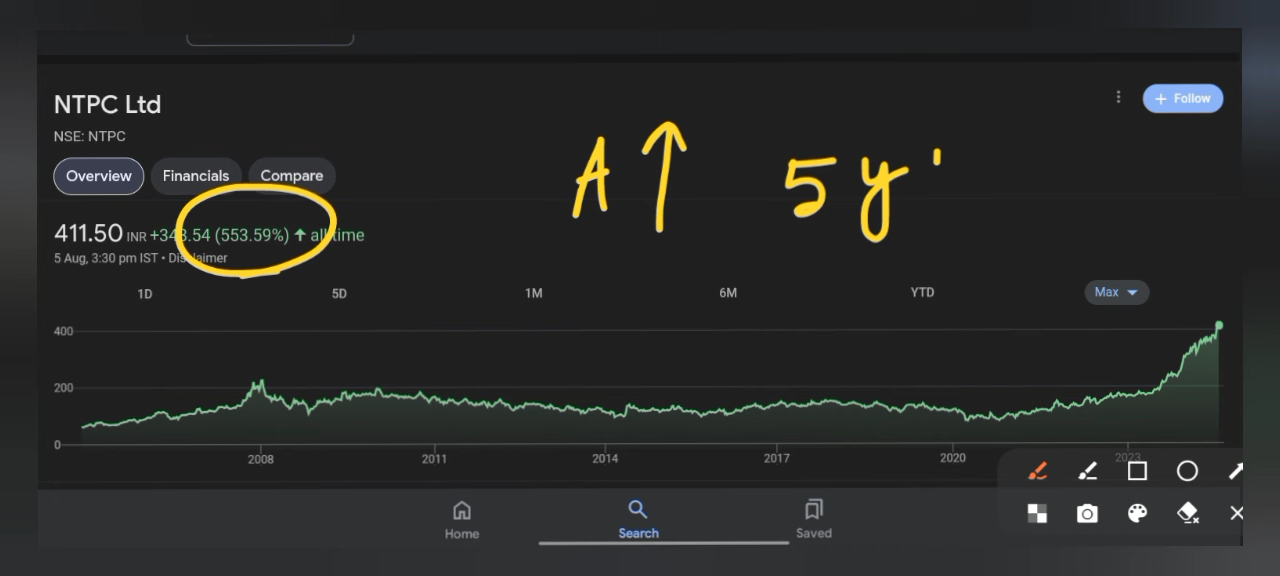 NTPC Ltd
+ Follow
NSE: NTPC
Overview Financials Compare
A↑ 5y'
411.50 INR +343.54 (553.59%) ↑ all time
5 Aug, 3:30 pm IST • Disclaimer
1D 5D 1M 6M YTD Max
400
200
0
2008 2011 2014 2017 2020 2023
Home Search Saved